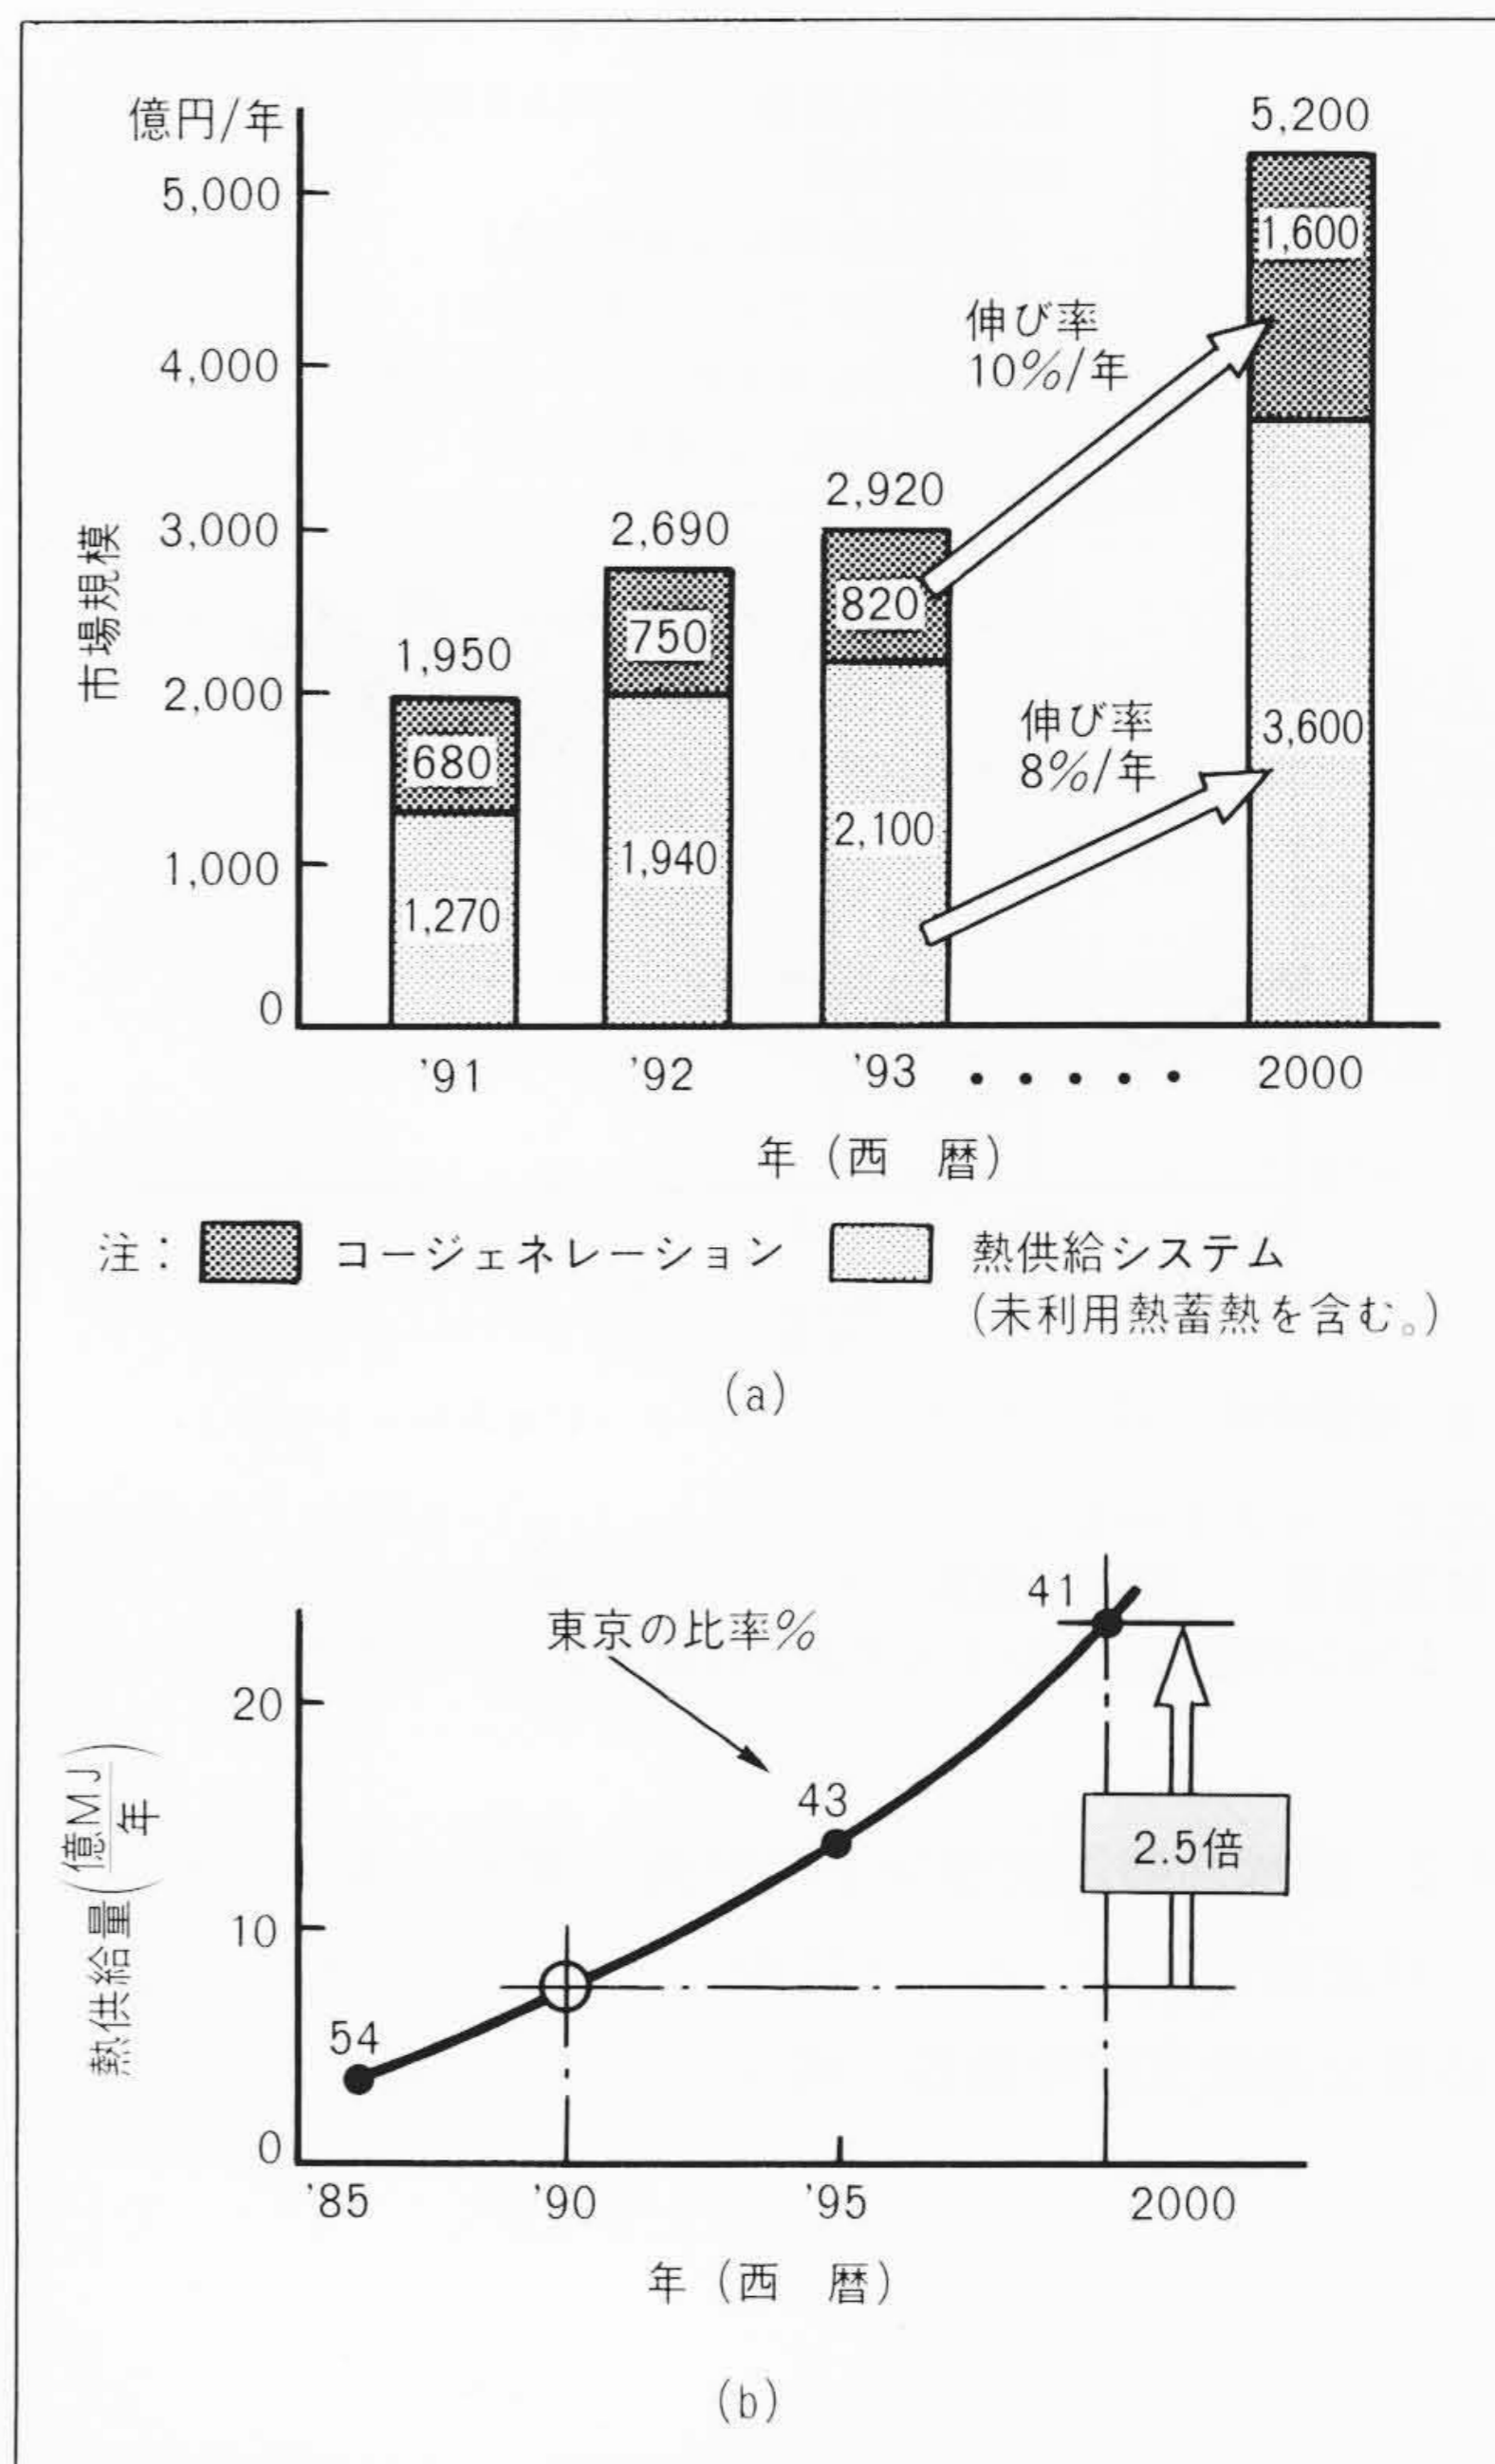 億円/年
5,200
5,000
1,600
伸び率
10%/年
4,000
2,920
3,000
2,690
820
750
市場規模
1,950
2,000
伸び率
8%/年
3,600
680
2,100
1,940
1,000
1,270
0
'91 '92 '93 ・・・・・ 2000
年(西 暦)
注: コージェネレーション 熱供給システム
(未利用熱蓄熱を含む。)
(a)
東京の比率%
41
20
43
2.5倍
熱供給量(億MJ/年)
10
54
0
'85 '90 '95 2000
年(西 暦)
(b)